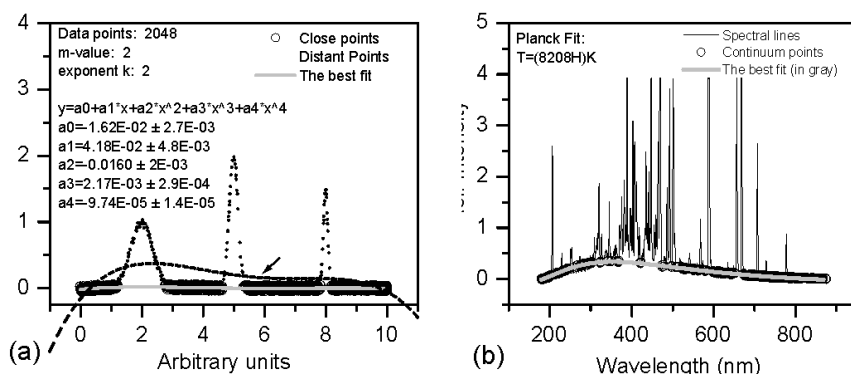 4
3
2
1
0
Data points: 2048
m-value: 2
exponent k: 2
Close points
Distant Points
The best fit
y=a0+a1*x+a2*x^2+a3*x^3+a4*x^4
a0=-1.62E-02 ± 2.7E-03
a1=4.18E-02 ± 4.8E-03
a2=-0.0160 ± 2E-03
a3=2.17E-03 ± 2.9E-04
a4=-9.74E-05 ± 1.4E-05
0 2 4 6 8 10
(a)
Arbitrary units
5
4
3
2
1
0
Planck Fit:
T=(8208H)K
Spectral lines
Continuum points
The best fit (in gray)
200 400 600 800
(b)
Wavelength (nm)